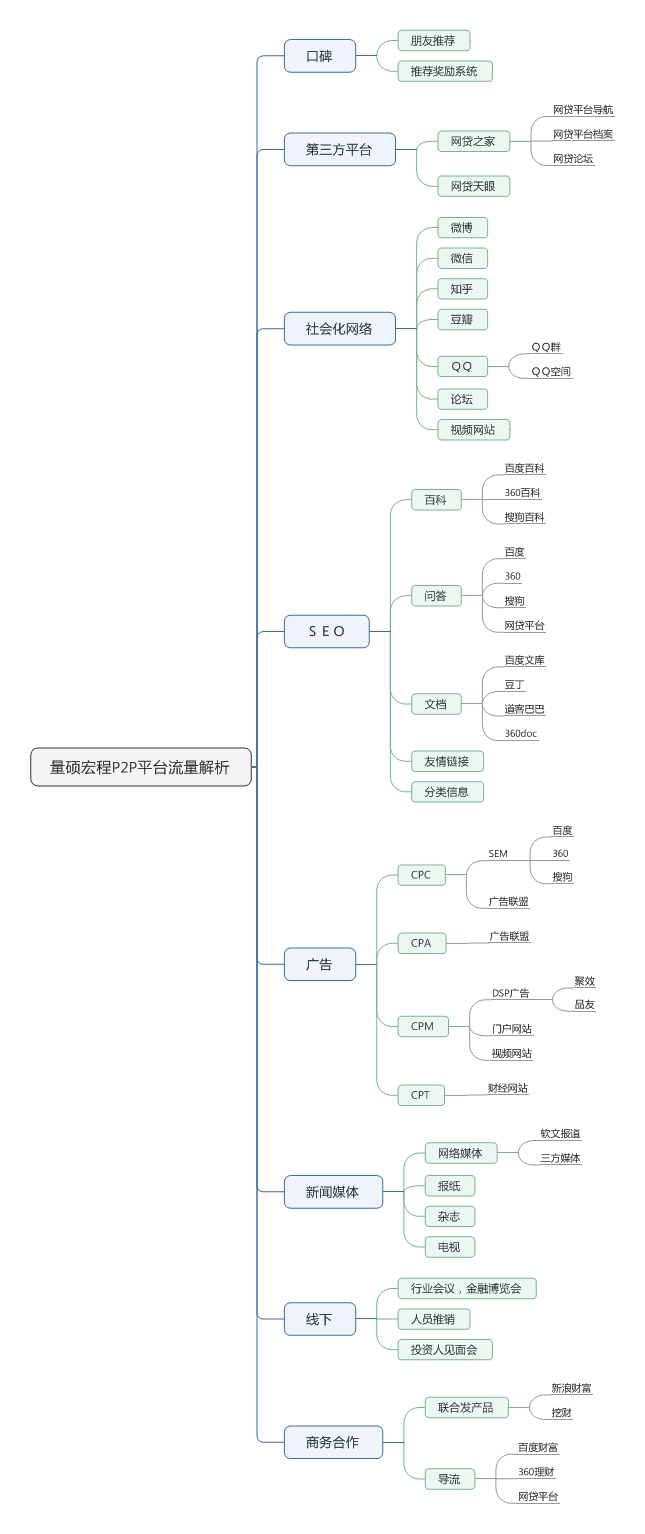 量硕宏程P2P平台流量解析
口碑
朋友推荐
推荐奖励系统
第三方平台
网贷之家
网贷平台导航
网贷平台档案
网贷论坛
网贷天眼
社会化网络
微博
微信
知乎
豆瓣
QQ
QQ群
QQ空间
论坛
视频网站
SEO
百科
百度百科
360百科
搜狗百科
问答
百度
360
搜狗
网贷平台
文档
百度文库
豆丁
道客巴巴
360doc
友情链接
分类信息
广告
CPC
SEM
百度
360
搜狗
广告联盟
CPA
广告联盟
CPM
DSP广告
聚效
品友
门户网站
视频网站
CPT
财经网站
新闻媒体
网络媒体
软文报道
三方媒体
报纸
杂志
电视
线下
行业会议，金融博览会
人员推销
投资人见面会
商务合作
联合发产品
新浪财富
挖财
导流
百度财富
360理财
网贷平台